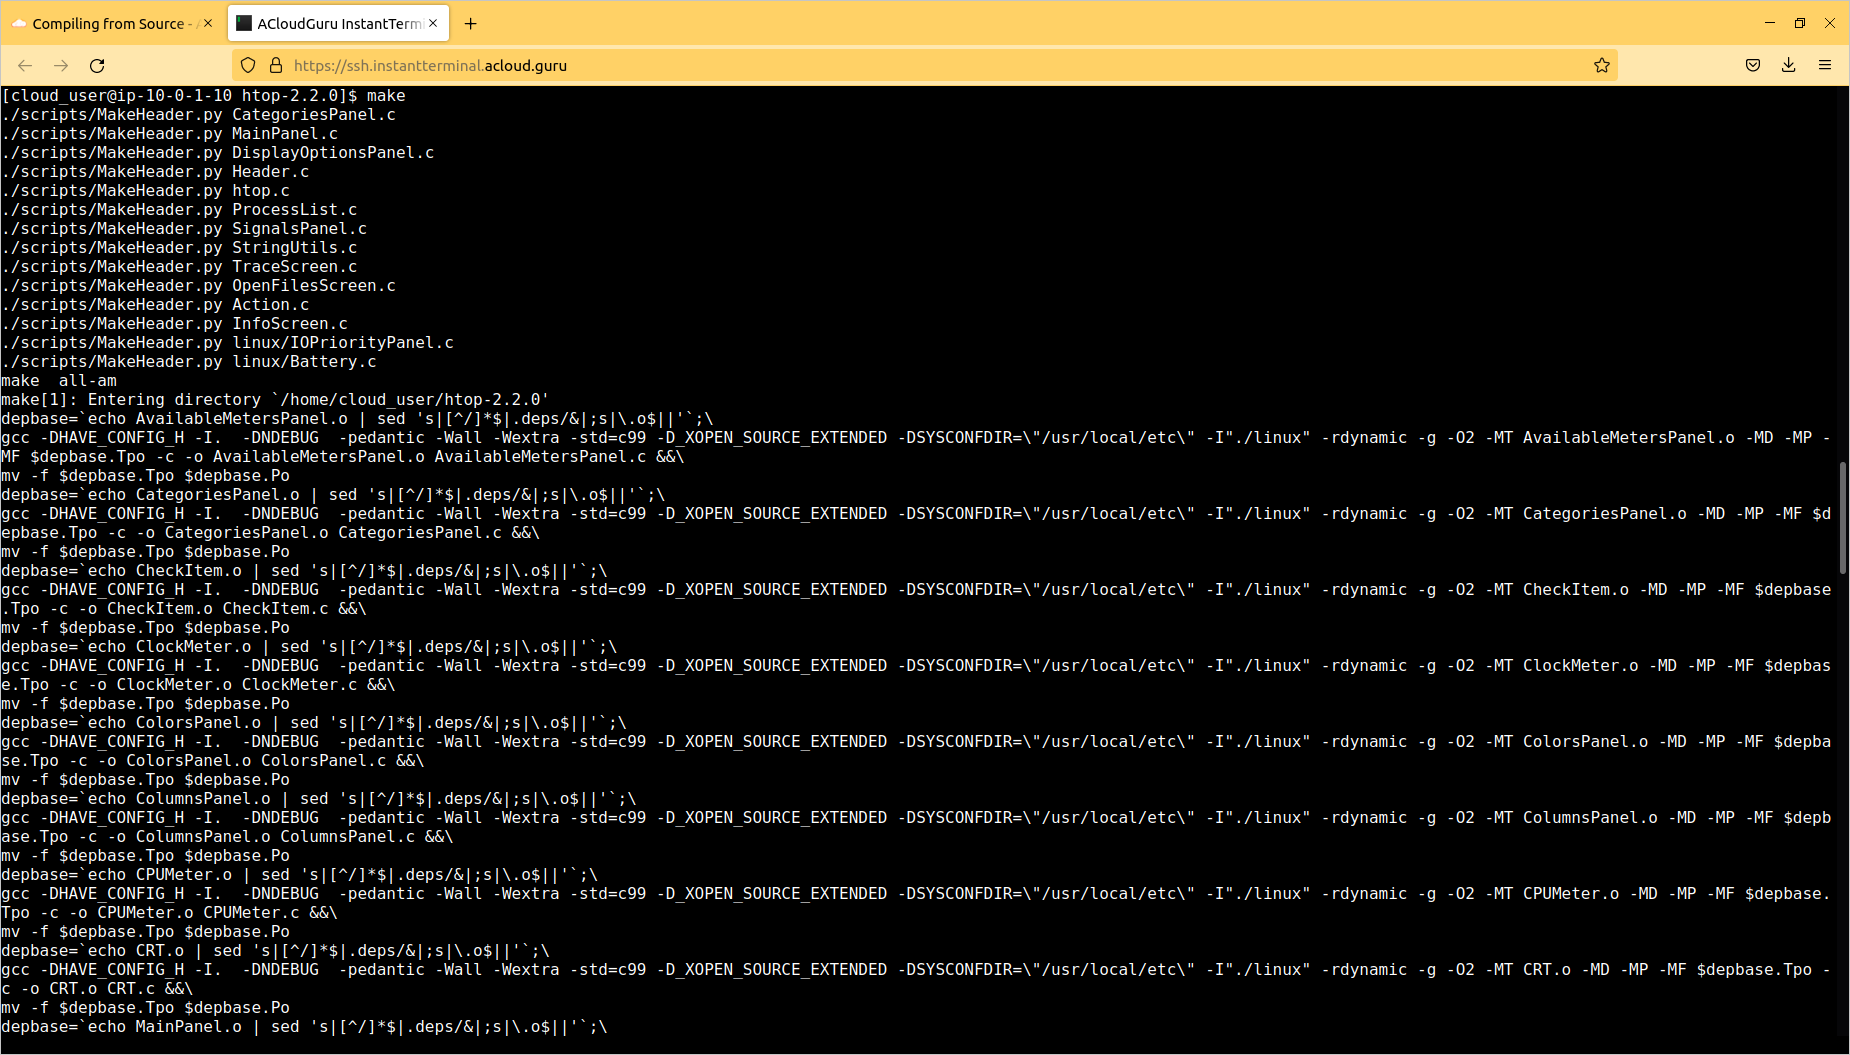 Compiling from Source -
ACloudGuru InstantTerm
https://ssh.instantterminal.acloud.guru
[cloud_user@ip-10-0-1-10 htop-2.2.0]$ make
./scripts/MakeHeader.py CategoriesPanel.c
./scripts/MakeHeader.py MainPanel.c
./scripts/MakeHeader.py DisplayOptionsPanel.c
./scripts/MakeHeader.py Header.c
./scripts/MakeHeader.py htop.c
./scripts/MakeHeader.py ProcessList.c
./scripts/MakeHeader.py SignalsPanel.c
./scripts/MakeHeader.py StringUtils.c
./scripts/MakeHeader.py TraceScreen.c
./scripts/MakeHeader.py OpenFilesScreen.c
./scripts/MakeHeader.py Action.c
./scripts/MakeHeader.py InfoScreen.c
./scripts/MakeHeader.py linux/IOPriorityPanel.c
./scripts/MakeHeader.py linux/Battery.c
make  all-am
make[1]: Entering directory `/home/cloud_user/htop-2.2.0'
depbase=`echo AvailableMetersPanel.o | sed 's|[^/]*$|.deps/&|;s|\.o$||'`;\
gcc -DHAVE_CONFIG_H -I.  -DNDEBUG  -pedantic -Wall -Wextra -std=c99 -D_XOPEN_SOURCE_EXTENDED -DSYSCONFDIR=\"/usr/local/etc\" -I"./linux" -rdynamic -g -O2 -MT AvailableMetersPanel.o -MD -MP -
MF $depbase.Tpo -c -o AvailableMetersPanel.o AvailableMetersPanel.c &&\
mv -f $depbase.Tpo $depbase.Po
depbase=`echo CategoriesPanel.o | sed 's|[^/]*$|.deps/&|;s|\.o$||'`;\
gcc -DHAVE_CONFIG_H -I.  -DNDEBUG  -pedantic -Wall -Wextra -std=c99 -D_XOPEN_SOURCE_EXTENDED -DSYSCONFDIR=\"/usr/local/etc\" -I"./linux" -rdynamic -g -O2 -MT CategoriesPanel.o -MD -MP -MF $d
epbase.Tpo -c -o CategoriesPanel.o CategoriesPanel.c &&\
mv -f $depbase.Tpo $depbase.Po
depbase=`echo CheckItem.o | sed 's|[^/]*$|.deps/&|;s|\.o$||'`;\
gcc -DHAVE_CONFIG_H -I.  -DNDEBUG  -pedantic -Wall -Wextra -std=c99 -D_XOPEN_SOURCE_EXTENDED -DSYSCONFDIR=\"/usr/local/etc\" -I"./linux" -rdynamic -g -O2 -MT CheckItem.o -MD -MP -MF $depbase
.Tpo -c -o CheckItem.o CheckItem.c &&\
mv -f $depbase.Tpo $depbase.Po
depbase=`echo ClockMeter.o | sed 's|[^/]*$|.deps/&|;s|\.o$||'`;\
gcc -DHAVE_CONFIG_H -I.  -DNDEBUG  -pedantic -Wall -Wextra -std=c99 -D_XOPEN_SOURCE_EXTENDED -DSYSCONFDIR=\"/usr/local/etc\" -I"./linux" -rdynamic -g -O2 -MT ClockMeter.o -MD -MP -MF $depbas
e.Tpo -c -o ClockMeter.o ClockMeter.c &&\
mv -f $depbase.Tpo $depbase.Po
depbase=`echo ColorsPanel.o | sed 's|[^/]*$|.deps/&|;s|\.o$||'`;\
gcc -DHAVE_CONFIG_H -I.  -DNDEBUG  -pedantic -Wall -Wextra -std=c99 -D_XOPEN_SOURCE_EXTENDED -DSYSCONFDIR=\"/usr/local/etc\" -I"./linux" -rdynamic -g -O2 -MT ColorsPanel.o -MD -MP -MF $depba
se.Tpo -c -o ColorsPanel.o ColorsPanel.c &&\
mv -f $depbase.Tpo $depbase.Po
depbase=`echo ColumnsPanel.o | sed 's|[^/]*$|.deps/&|;s|\.o$||'`;\
gcc -DHAVE_CONFIG_H -I.  -DNDEBUG  -pedantic -Wall -Wextra -std=c99 -D_XOPEN_SOURCE_EXTENDED -DSYSCONFDIR=\"/usr/local/etc\" -I"./linux" -rdynamic -g -O2 -MT ColumnsPanel.o -MD -MP -MF $depb
ase.Tpo -c -o ColumnsPanel.o ColumnsPanel.c &&\
mv -f $depbase.Tpo $depbase.Po
depbase=`echo CPUMeter.o | sed 's|[^/]*$|.deps/&|;s|\.o$||'`;\
gcc -DHAVE_CONFIG_H -I.  -DNDEBUG  -pedantic -Wall -Wextra -std=c99 -D_XOPEN_SOURCE_EXTENDED -DSYSCONFDIR=\"/usr/local/etc\" -I"./linux" -rdynamic -g -O2 -MT CPUMeter.o -MD -MP -MF $depbase.
Tpo -c -o CPUMeter.o CPUMeter.c &&\
mv -f $depbase.Tpo $depbase.Po
depbase=`echo CRT.o | sed 's|[^/]*$|.deps/&|;s|\.o$||'`;\
gcc -DHAVE_CONFIG_H -I.  -DNDEBUG  -pedantic -Wall -Wextra -std=c99 -D_XOPEN_SOURCE_EXTENDED -DSYSCONFDIR=\"/usr/local/etc\" -I"./linux" -rdynamic -g -O2 -MT CRT.o -MD -MP -MF $depbase.Tpo -
c -o CRT.o CRT.c &&\
mv -f $depbase.Tpo $depbase.Po
depbase=`echo MainPanel.o | sed 's|[^/]*$|.deps/&|;s|\.o$||'`;\